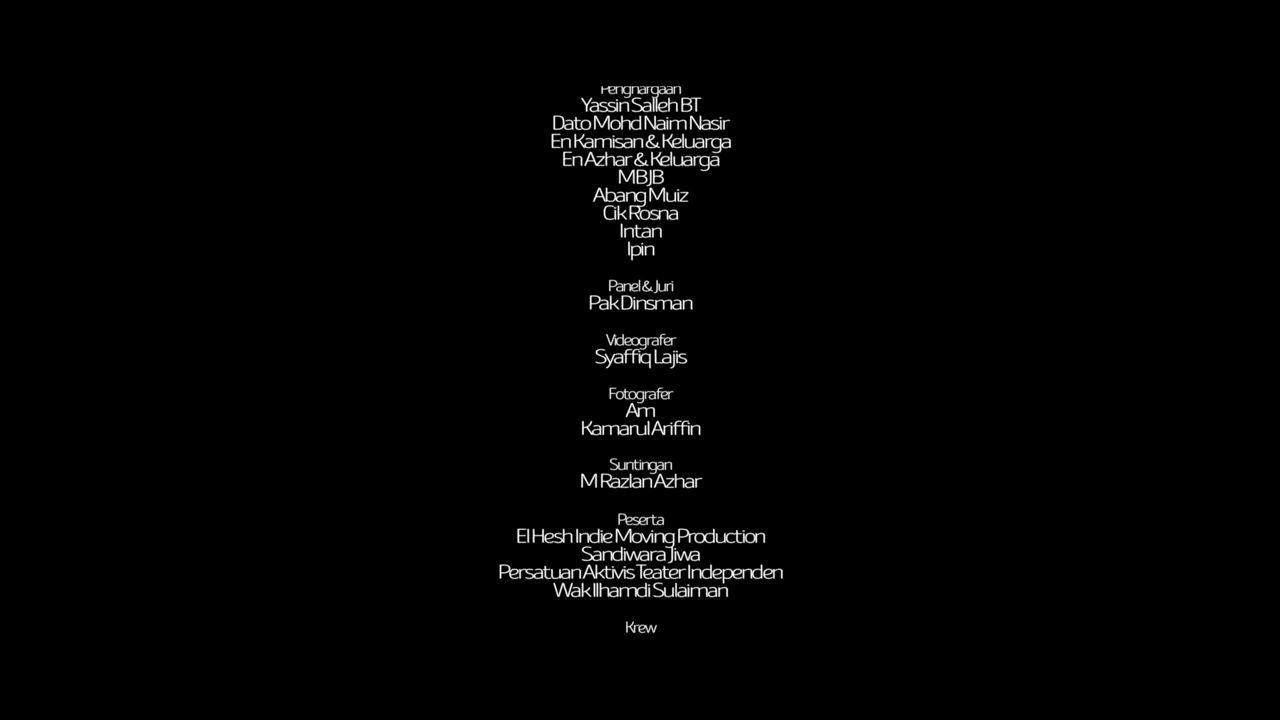 Penghargaan
Yassin Salleh BT
Dato Mohd Naim Nasir
En Kamisan & Keluarga
En Azhar & Keluarga
MBJB
Abang Muiz
Cik Rosna
Intan
Ipin
Panel & Juri
Pak Dinsman
Videografer
Syaffiq Lajis
Fotografer
Am
Kamarul Ariffin
Suntingan
M Razlan Azhar
Peserta
El Hesh Indie Moving Production
Sandiwara Jiwa
Persatuan Aktivis Teater Independen
Wak Ilhamdi Sulaiman
Krew